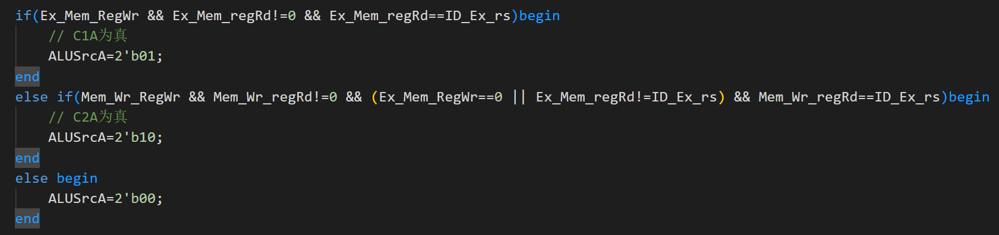 if(Ex_Mem_RegWr && Ex_Mem_regRd!=0 && Ex_Mem_regRd==ID_Ex_rs)begin
// C1A为真
ALUSrcA=2'b01;
end
else if(Mem_Wr_RegWr && Mem_Wr_regRd!=0 && (Ex_Mem_RegWr==0 || Ex_Mem_regRd!=ID_Ex_rs) && Mem_Wr_regRd==ID_Ex_rs)begin
// C2A为真
ALUSrcA=2'b10;
end
else begin
ALUSrcA=2'b00;
end